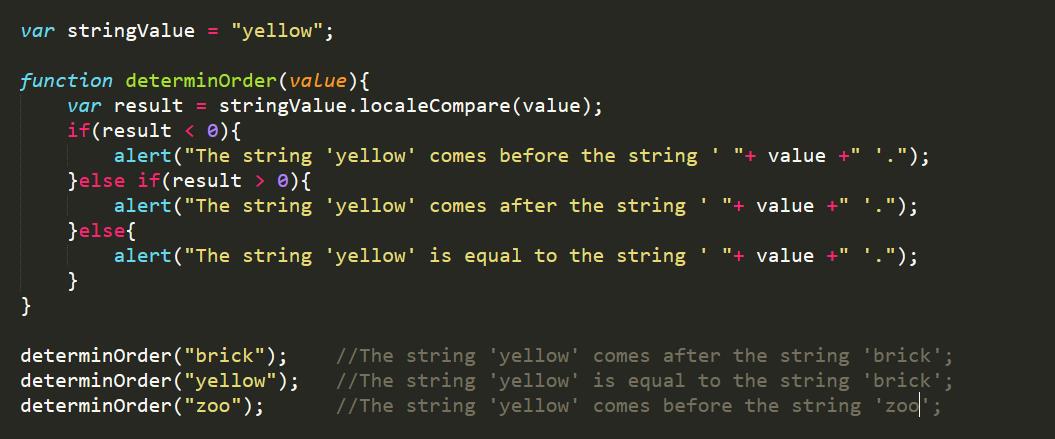 var stringValue = "yellow";
function determinOrder(value){
var result = stringValue.localeCompare(value);
if(result < 0){
alert("The string 'yellow' comes before the string ' "+ value +" '.");
}else if(result > 0){
alert("The string 'yellow' comes after the string ' "+ value +" '.");
}else{
alert("The string 'yellow' is equal to the string ' "+ value +" '.");
}
}
determinOrder("brick"); //The string 'yellow' comes after the string 'brick';
determinOrder("yellow"); //The string 'yellow' is equal to the string 'brick';
determinOrder("zoo"); //The string 'yellow' comes before the string 'zoo';